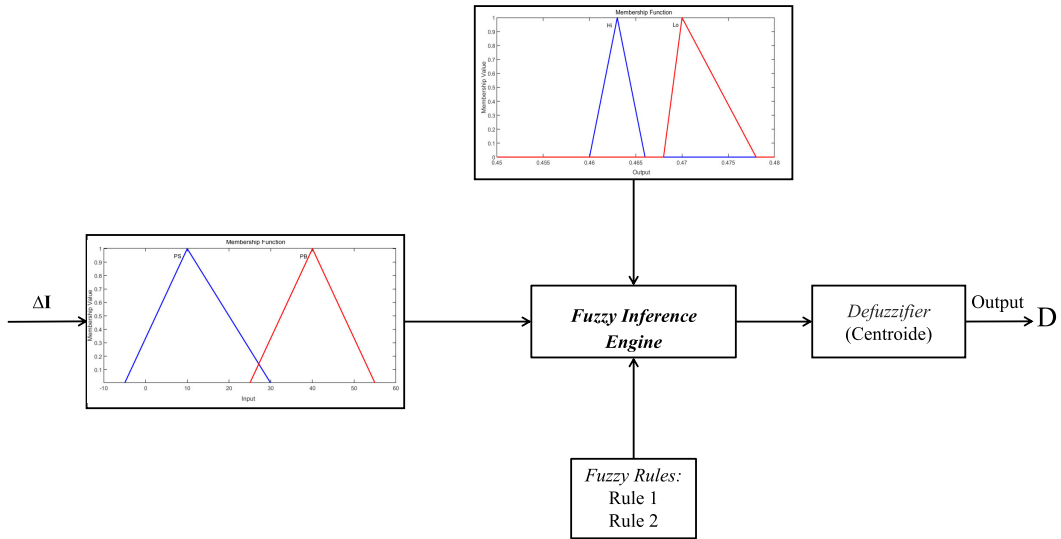 Membership Function
Hi
Lo
1
0.9
0.8
0.7
0.6
0.5
0.4
0.3
0.2
0.1
0
Membership Value
0.45 0.455 0.46 0.465 0.47 0.475 0.48
Output
Membership Function
PS
PB
1
0.9
0.8
0.7
0.6
0.5
0.4
0.3
0.2
0.1
Membership Value
-10 0 10 20 30 40 50 60
Input
ΔI
Fuzzy Inference
Engine
Defuzzifier
(Centroide)
Output
D
Fuzzy Rules:
Rule 1
Rule 2